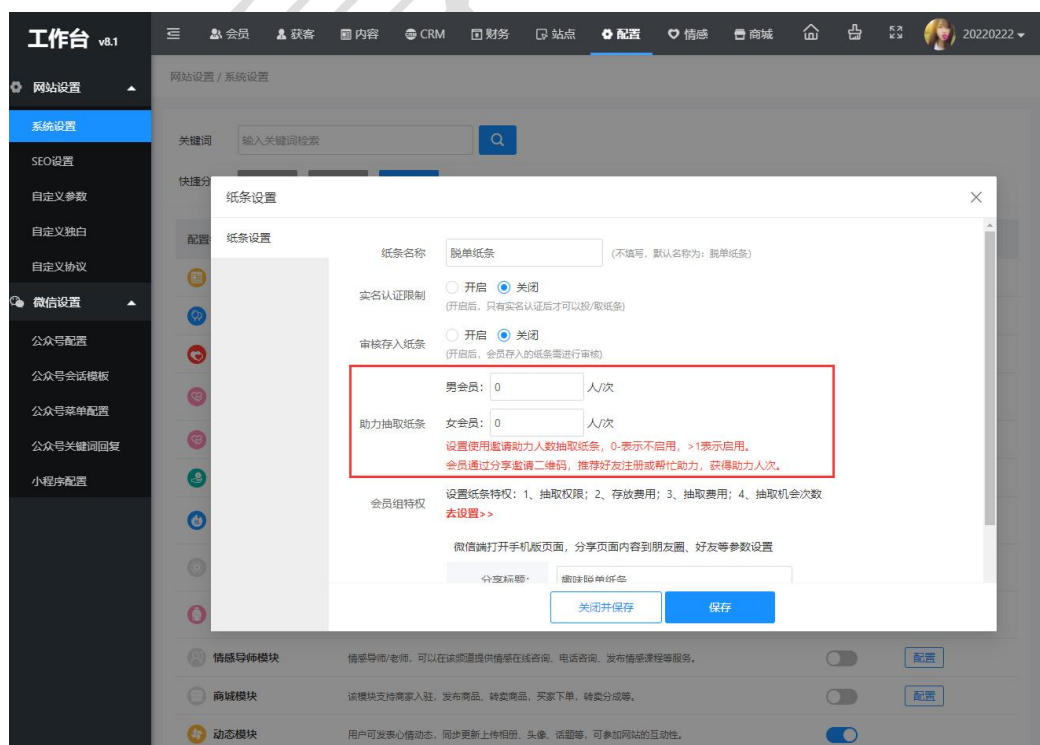 工作台 v8.1
会员 获客 内容 CRM 财务 站点 配置 情感 商城 20220222
网站设置
系统设置
SEO设置
自定义参数
自定义独白
自定义协议
微信设置
公众号配置
公众号会话模板
公众号菜单配置
公众号关键词回复
小程序配置
网站设置 / 系统设置
关键词 输入关键词检索
快捷分
配置
纸条设置
纸条设置
纸条名称 脱单纸条 (不填写, 默认名称为: 脱单纸条)
实名认证限制 开启 关闭
(开启后, 只有实名认证后才可以投/取纸条)
审核存入纸条 开启 关闭
(开启后, 会员存入的纸条需进行审核)
助力抽取纸条
男会员: 0 人/次
女会员: 0 人/次
设置使用邀请助力人数抽取纸条, 0-表示不启用, >1表示启用。
会员通过分享邀请二维码, 推荐好友注册或帮忙助力, 获得助力人次。
会员组特权 设置纸条特权: 1、抽取权限; 2、存放费用; 3、抽取费用; 4、抽取机会次数
去设置>>
微信端打开手机版页面, 分享页面内容到朋友圈、好友等参数设置
分享标题: 趣味脱单纸条
关闭并保存 保存
情感导师模块 情感导师/老师, 可以在该频道提供情感在线咨询、电话咨询、发布情感课程等服务。 配置
商城模块 该模块支持商家入驻, 发布商品, 转卖商品, 买家下单, 转卖分成等。 配置
动态模块 用户可发表心情动态, 同步更新上传相册、头像、话题等, 可参加网站的互动性。